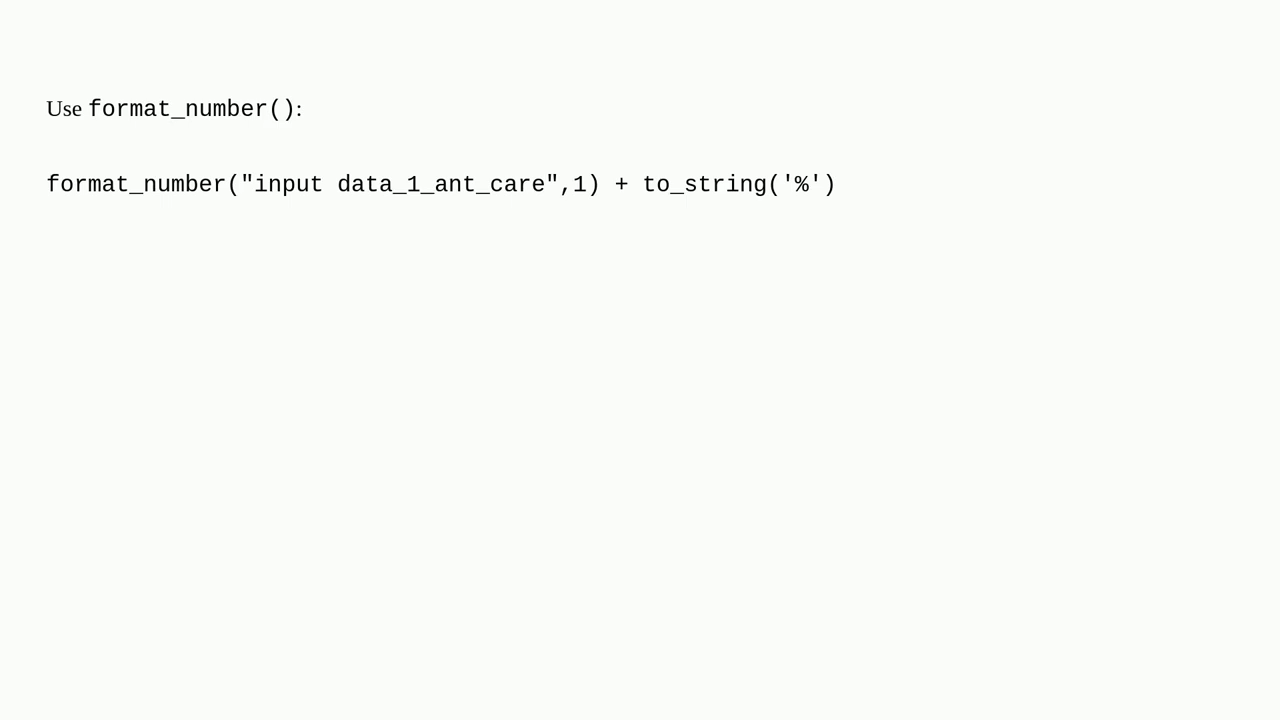 Use format_number():
format_number("input data_1_ant_care",1) + to_string('%')